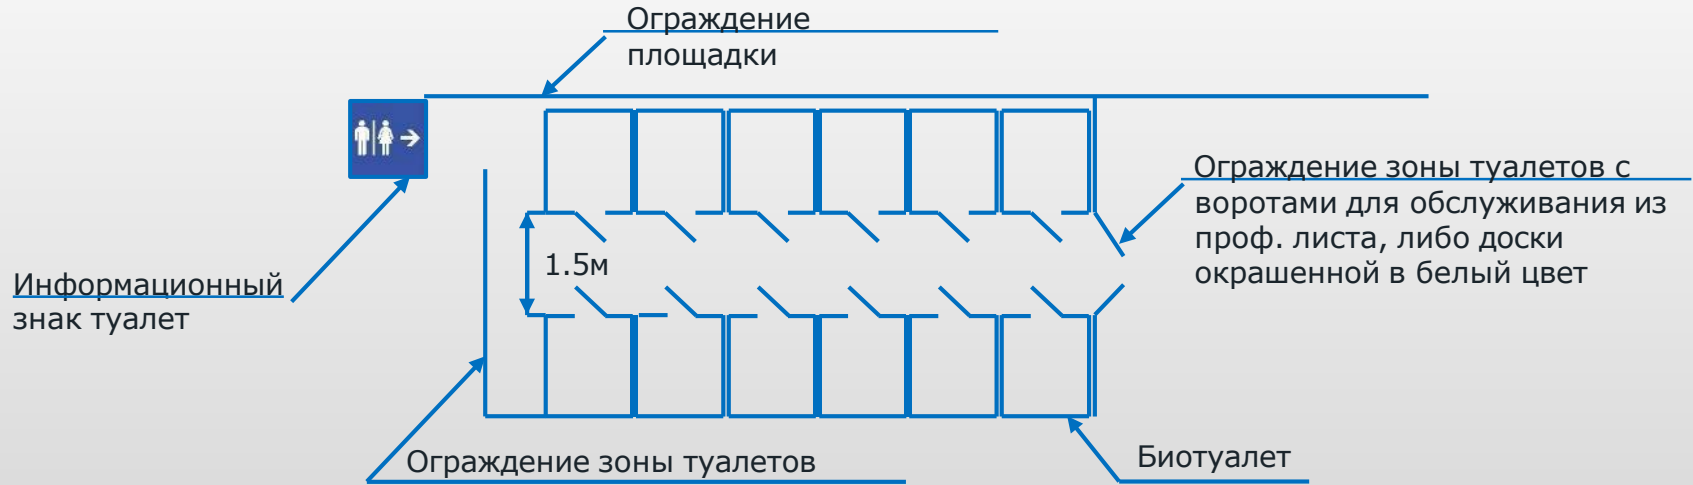 Ограждение
площадки
Ограждение зоны туалетов с
воротами для обслуживания из
проф. листа, либо доски
окрашенной в белый цвет
1.5м
Информационный
знак туалет
Ограждение зоны туалетов
Биотуалет